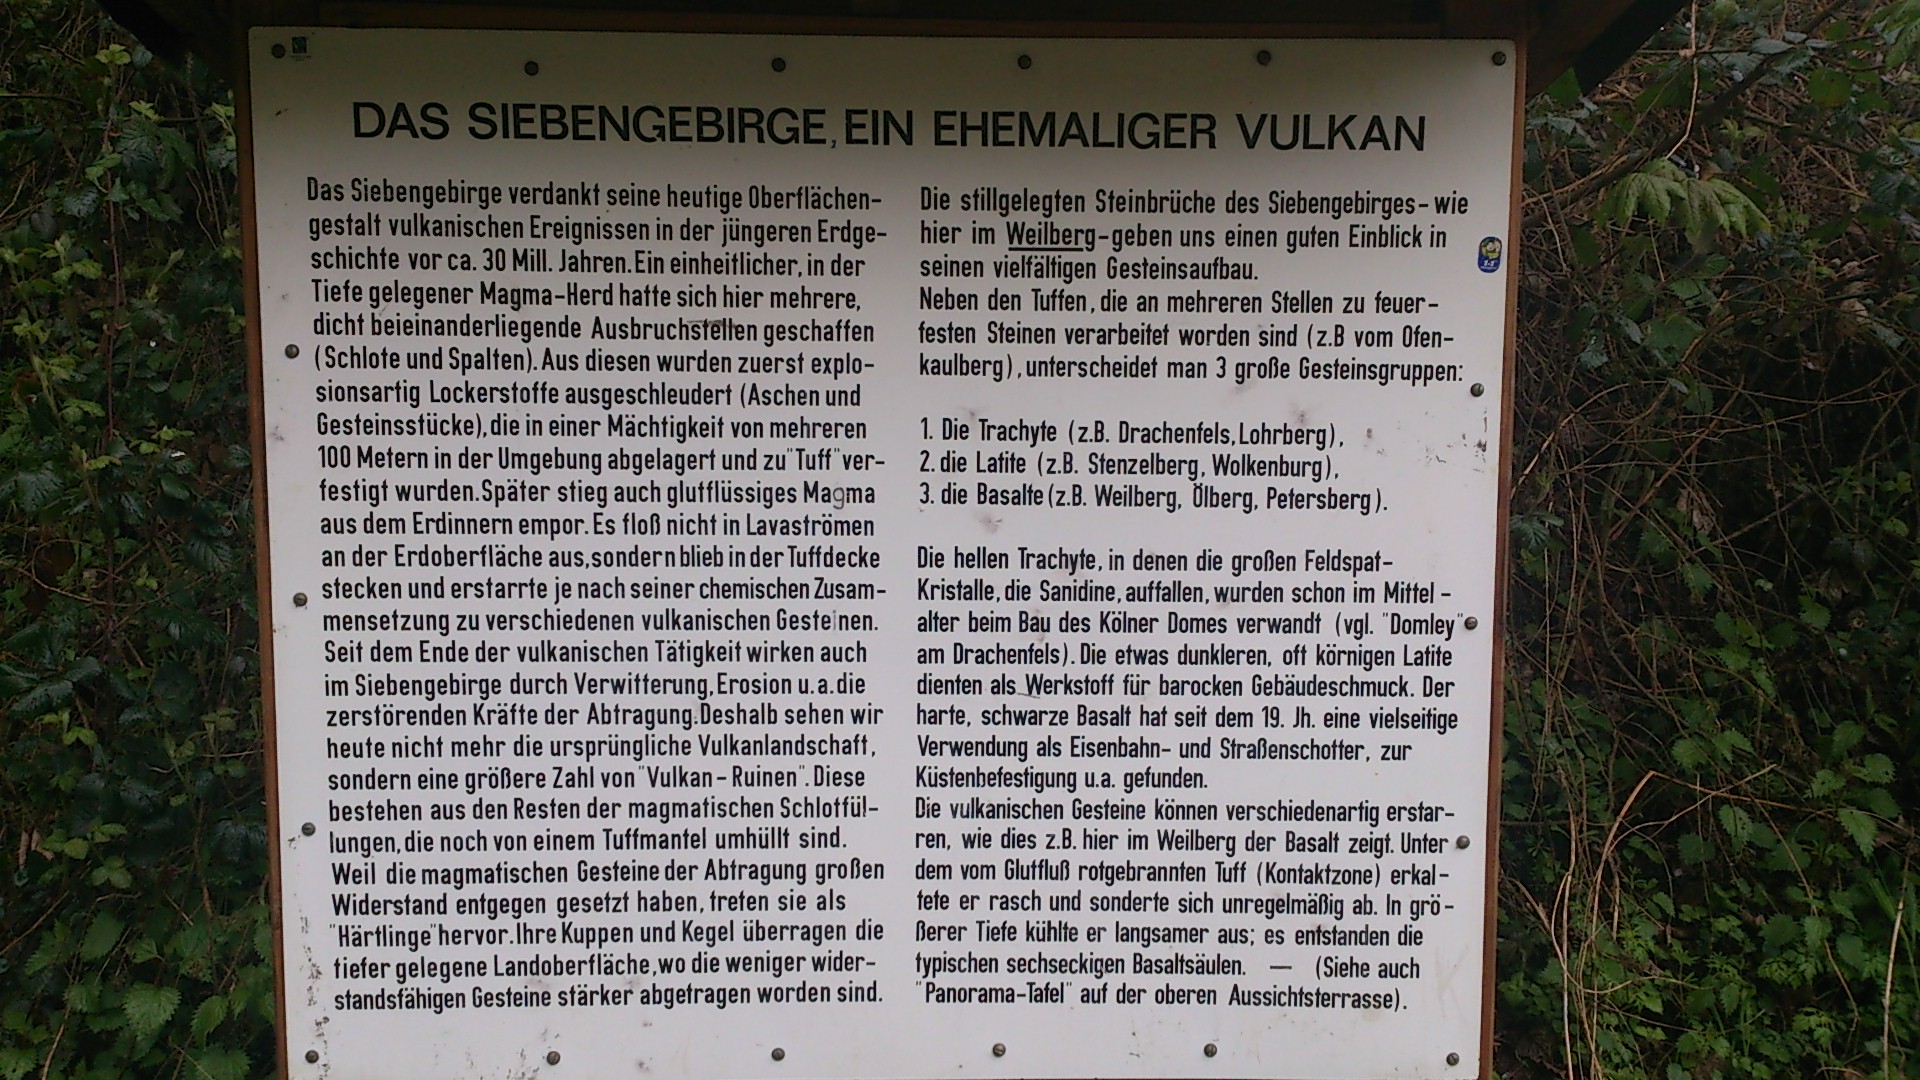 DAS SIEBENGEBIRGE, EIN EHEMALIGER VULKAN
Das Siebengebirge verdankt seine heutige Oberflächen-
gestalt vulkanischen Ereignissen in der jüngeren Erdge-
schichte vor ca. 30 Mill. Jahren. Ein einheitlicher, in der
Tiefe gelegener Magma-Herd hatte sich hier mehrere,
dicht beieinanderliegende Ausbruchstellen geschaffen
(Schlote und Spalten). Aus diesen wurden zuerst explo-
sionsartig Lockerstoffe ausgeschleudert (Aschen und
Gesteinsstücke), die in einer Mächtigkeit von mehreren
100 Metern in der Umgebung abgelagert und zu "Tuff" ver-
festigt wurden. Später stieg auch glutflüssiges Magma
aus dem Erdinnern empor. Es floß nicht in Lavaströmen
an der Erdoberfläche aus, sondern blieb in der Tuffdecke
stecken und erstarrte je nach seiner chemischen Zusam-
mensetzung zu verschiedenen vulkanischen Gesteinen.
Seit dem Ende der vulkanischen Tätigkeit wirken auch
im Siebengebirge durch Verwitterung, Erosion u.a. die
zerstörenden Kräfte der Abtragung. Deshalb sehen wir
heute nicht mehr die ursprüngliche Vulkanlandschaft,
sondern eine größere Zahl von "Vulkan-Ruinen". Diese
bestehen aus den Resten der magmatischen Schlotfül-
lungen, die noch von einem Tuffmantel umhüllt sind.
Weil die magmatischen Gesteine der Abtragung großen
Widerstand entgegen gesetzt haben, treten sie als
"Härtlinge" hervor. Ihre Kuppen und Kegel überragen die
tiefer gelegene Landoberfläche, wo die weniger wider-
standsfähigen Gesteine stärker abgetragen worden sind.
Die stillgelegten Steinbrüche des Siebengebirges - wie
hier im Weilberg - geben uns einen guten Einblick in
seinen vielfältigen Gesteinsaufbau.
Neben den Tuffen, die an mehreren Stellen zu feuer-
festen Steinen verarbeitet worden sind (z.B vom Ofen-
kaulberg), unterscheidet man 3 große Gesteinsgruppen:
1. Die Trachyte (z.B. Drachenfels, Lohrberg),
2. die Latite (z.B. Stenzelberg, Wolkenburg),
3. die Basalte (z.B. Weilberg, Ölberg, Petersberg).
Die hellen Trachyte, in denen die großen Feldspat-
Kristalle, die Sanidine, auffallen, wurden schon im Mittel-
alter beim Bau des Kölner Domes verwandt (vgl. "Domley"
am Drachenfels). Die etwas dunkleren, oft körnigen Latite
dienten als Werkstoff für barocken Gebäudeschmuck. Der
harte, schwarze Basalt hat seit dem 19. Jh. eine vielseitige
Verwendung als Eisenbahn- und Straßenschotter, zur
Küstenbefestigung u.a. gefunden.
Die vulkanischen Gesteine können verschiedenartig erstar-
ren, wie dies z.B. hier im Weilberg der Basalt zeigt. Unter
dem vom Glutfluß rotgebrannten Tuff (Kontaktzone) erkal-
tete er rasch und sonderte sich unregelmäßig ab. In grö-
ßerer Tiefe kühlte er langsamer aus; es entstanden die
typischen sechseckigen Basaltsäulen. — (Siehe auch
"Panorama-Tafel" auf der oberen Aussichtsterrasse).